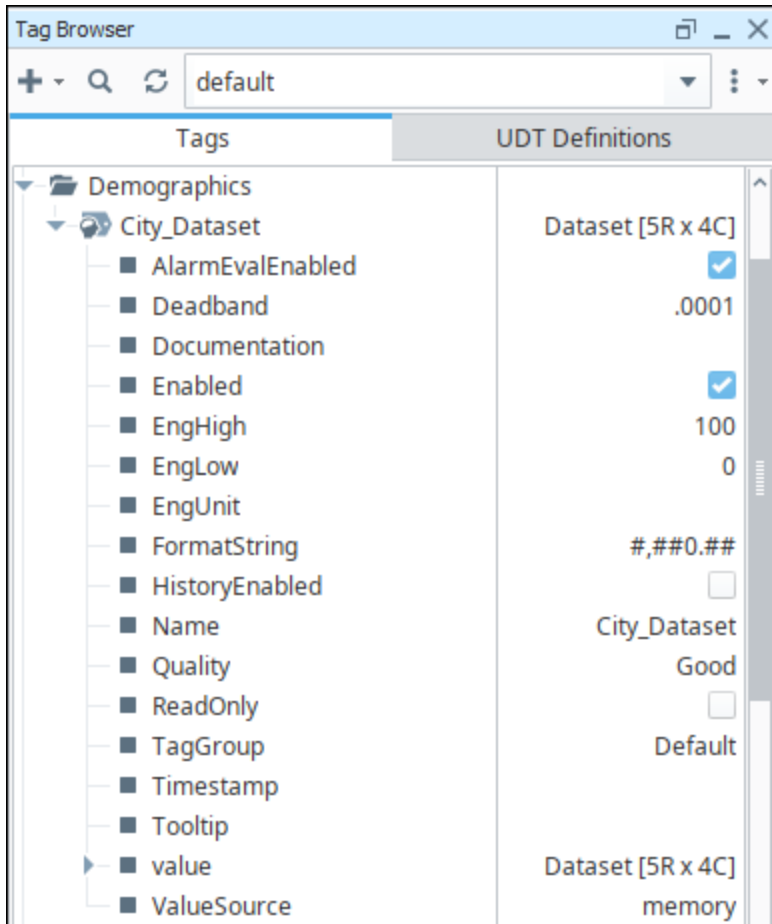 Tag Browser
default
Tags UDT Definitions
Demographics
City_Dataset Dataset [5R x 4C]
AlarmEvalEnabled
Deadband .0001
Documentation
Enabled
EngHigh 100
EngLow 0
EngUnit
FormatString #,##0.##
HistoryEnabled
Name City_Dataset
Quality Good
ReadOnly
TagGroup Default
Timestamp
Tooltip
value Dataset [5R x 4C]
ValueSource memory